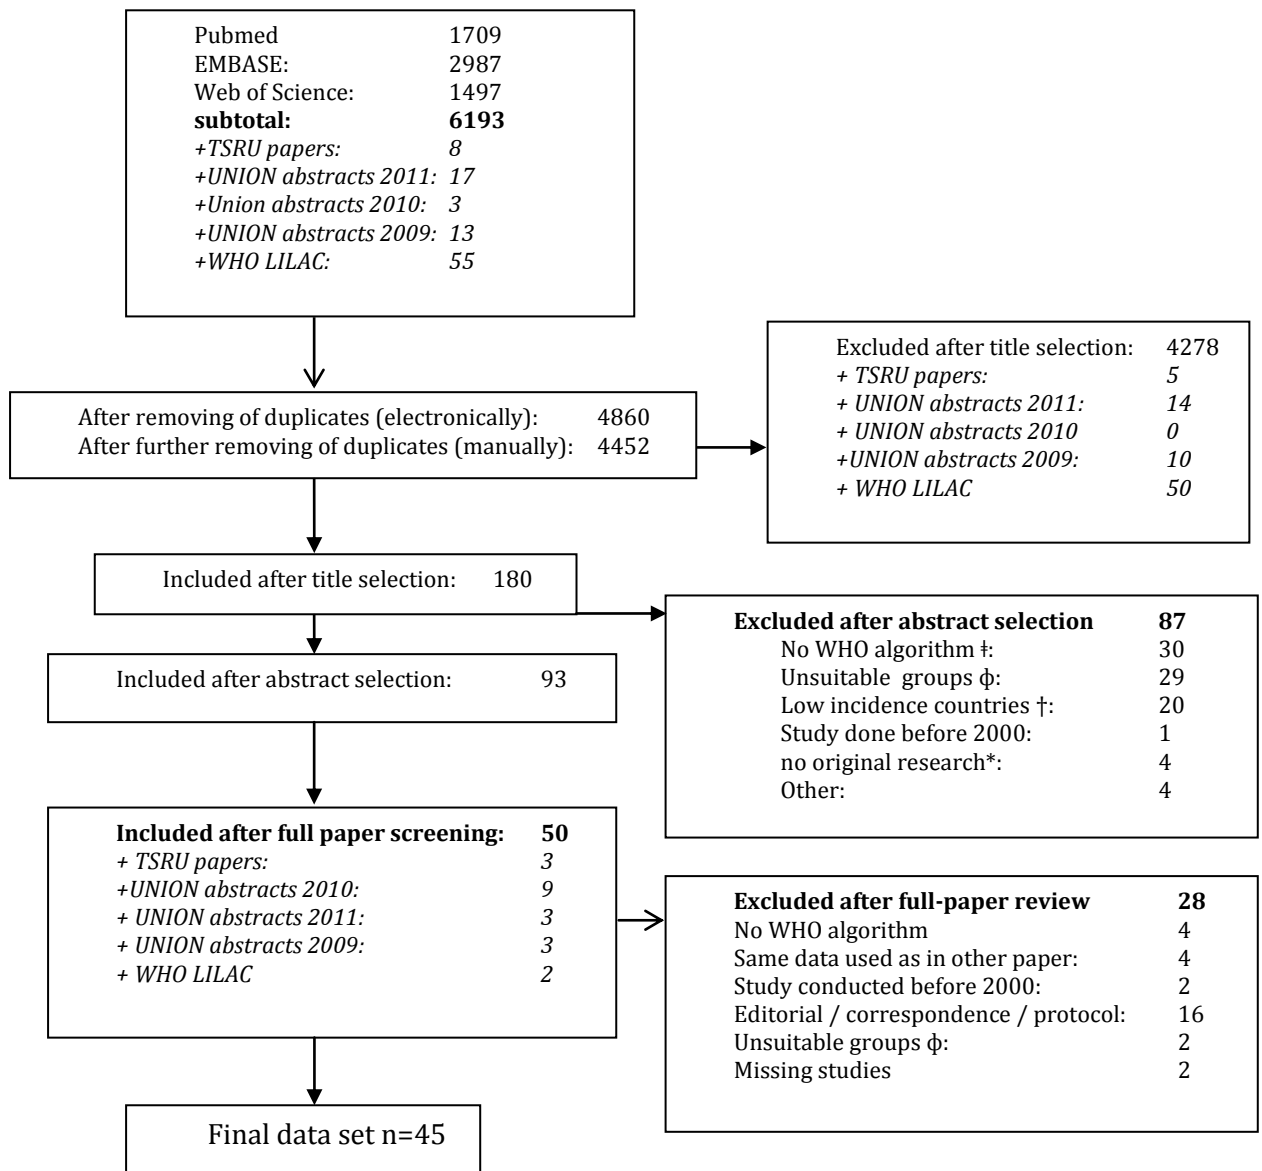 Pubmed 1709
EMBASE: 2987
Web of Science: 1497
subtotal: 6193
+TSRU papers: 8
+UNION abstracts 2011: 17
+Union abstracts 2010: 3
+UNION abstracts 2009: 13
+WHO LILAC: 55
Excluded after title selection: 4278
+ TSRU papers: 5
+ UNION abstracts 2011: 14
+ UNION abstracts 2010 0
+UNION abstracts 2009: 10
+ WHO LILAC 50
After removing of duplicates (electronically): 4860
After further removing of duplicates (manually): 4452
Included after title selection: 180
Excluded after abstract selection 87
No WHO algorithm ǂ: 30
Unsuitable groups ф: 29
Low incidence countries †: 20
Study done before 2000: 1
no original research*: 4
Other: 4
Included after abstract selection: 93
Included after full paper screening: 50
+ TSRU papers: 3
+UNION abstracts 2010: 9
+ UNION abstracts 2011: 3
+ UNION abstracts 2009: 3
+ WHO LILAC 2
Excluded after full-paper review 28
No WHO algorithm 4
Same data used as in other paper: 4
Study conducted before 2000: 2
Editorial / correspondence / protocol: 16
Unsuitable groups ф: 2
Missing studies 2
Final data set n=45